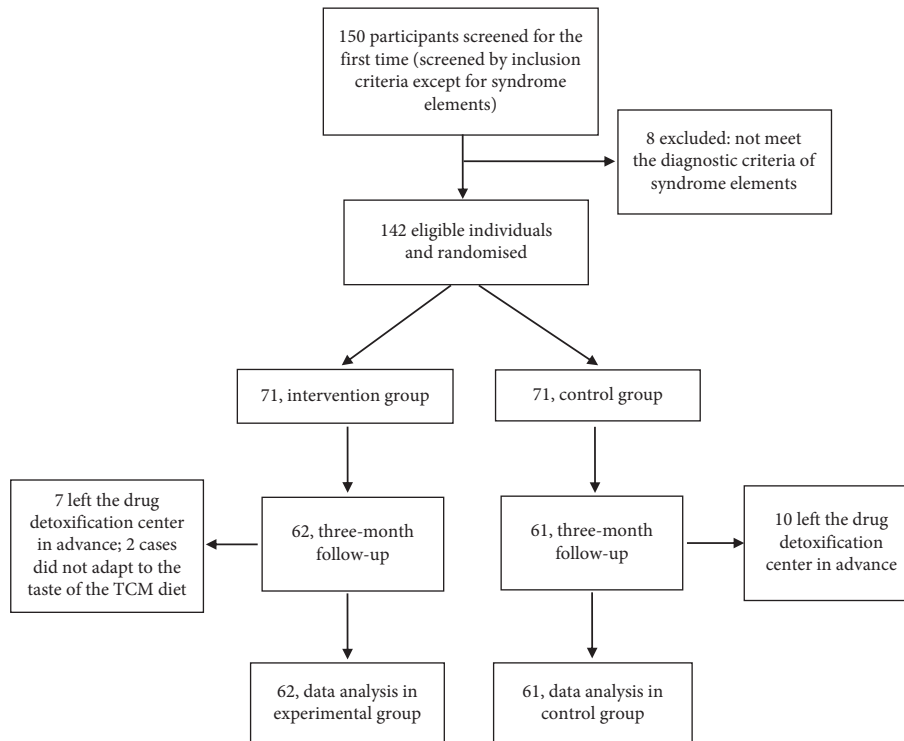 150 participants screened for the
first time (screened by inclusion
criteria except for syndrome
elements)
8 excluded: not meet
the diagnostic criteria of
syndrome elements
142 eligible individuals
and randomised
71, intervention group
71, control group
7 left the drug
detoxification center
in advance; 2 cases
did not adapt to the
taste of the TCM diet
62, three-month
follow-up
61, three-month
follow-up
10 left the drug
detoxification
center in advance
62, data analysis in
experimental group
61, data analysis in
control group